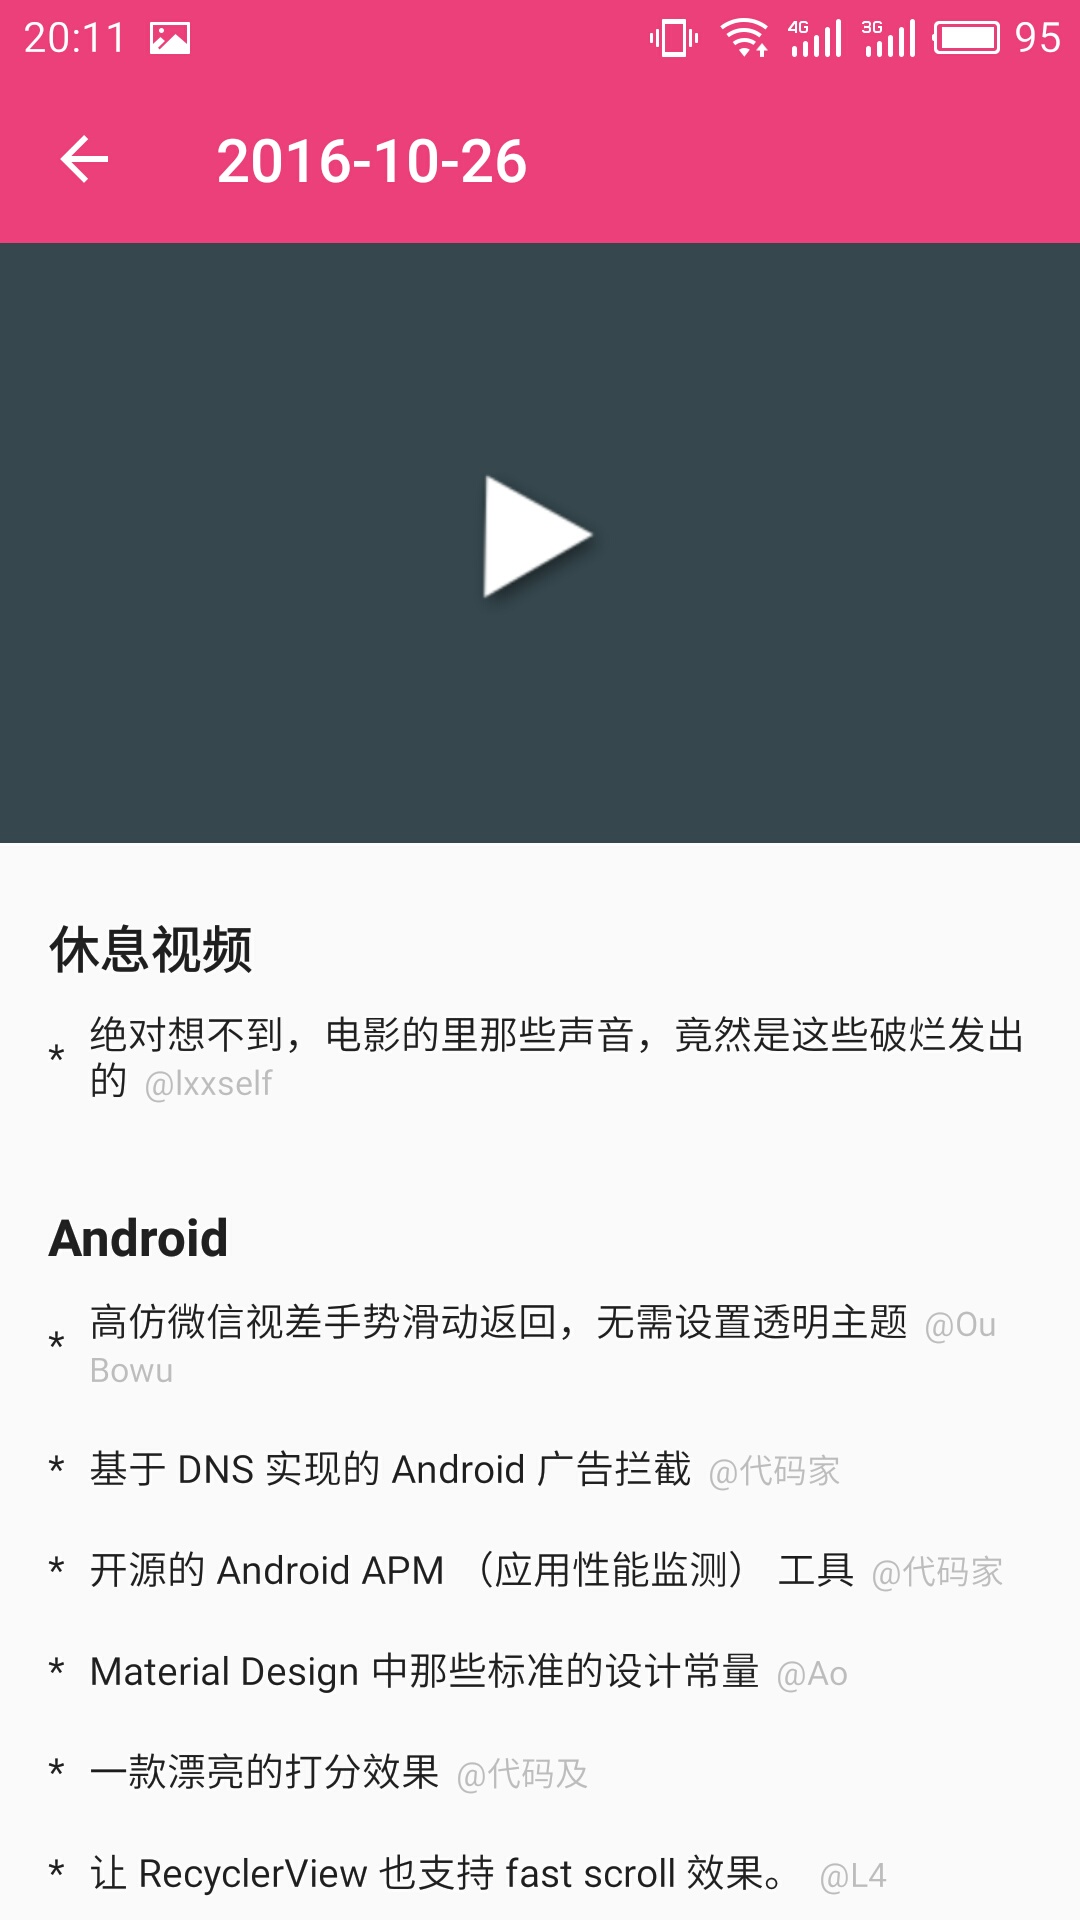 20:11 4G 3G 95
2016-10-26
休息视频
* 绝对想不到，电影的里那些声音，竟然是这些破烂发出
的 @lxxself
Android
* 高仿微信视差手势滑动返回，无需设置透明主题 @Ou
Bowu
* 基于 DNS 实现的 Android 广告拦截 @代码家
* 开源的 Android APM （应用性能监测） 工具 @代码家
* Material Design 中那些标准的设计常量 @Ao
* 一款漂亮的打分效果 @代码及
* 让 RecyclerView 也支持 fast scroll 效果。 @L4